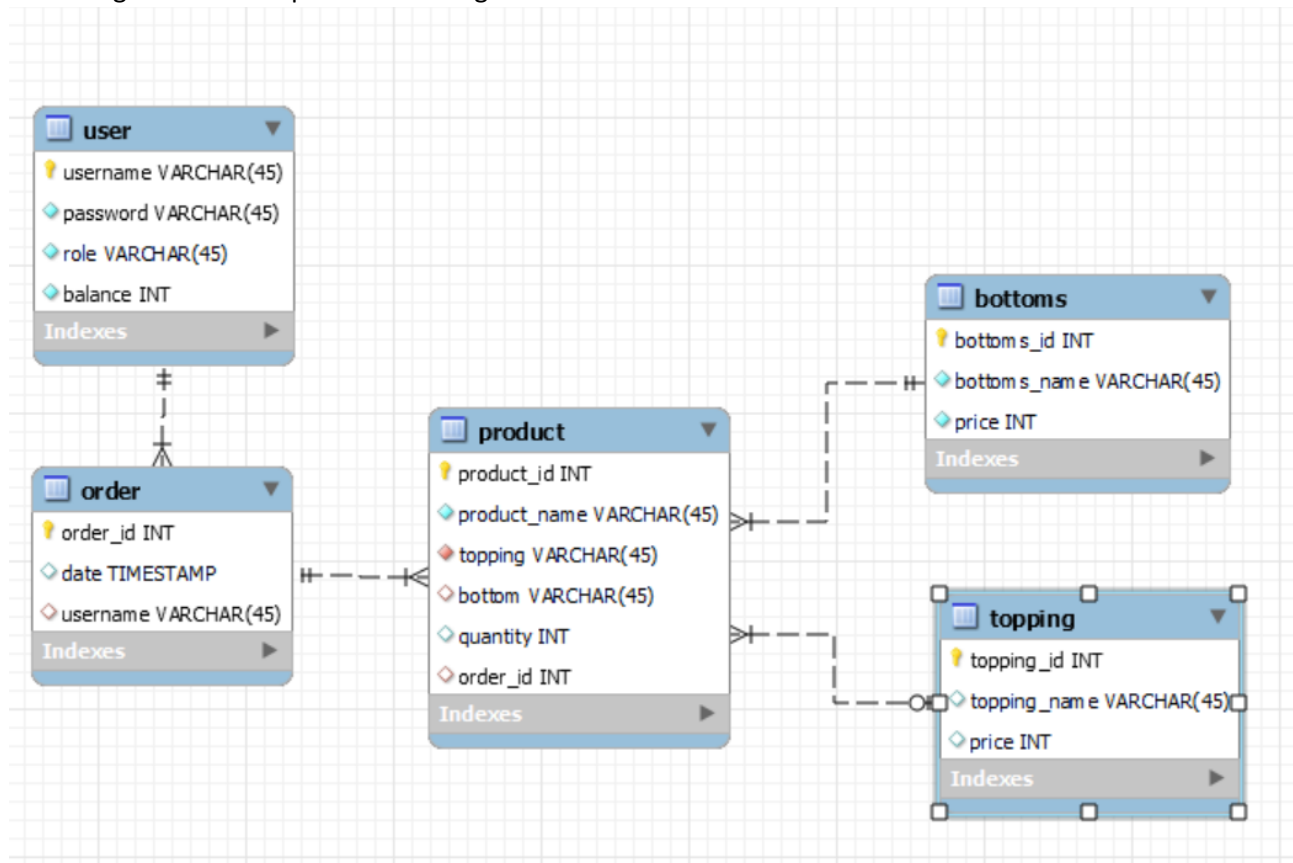 user
username VARCHAR(45)
password VARCHAR(45)
role VARCHAR(45)
balance INT
Indexes
order
order_id INT
date TIMESTAMP
username VARCHAR(45)
Indexes
product
product_id INT
product_name VARCHAR(45)
topping VARCHAR(45)
bottom VARCHAR(45)
quantity INT
order_id INT
Indexes
bottoms
bottoms_id INT
bottoms_name VARCHAR(45)
price INT
Indexes
topping
topping_id INT
topping_name VARCHAR(45)
price INT
Indexes